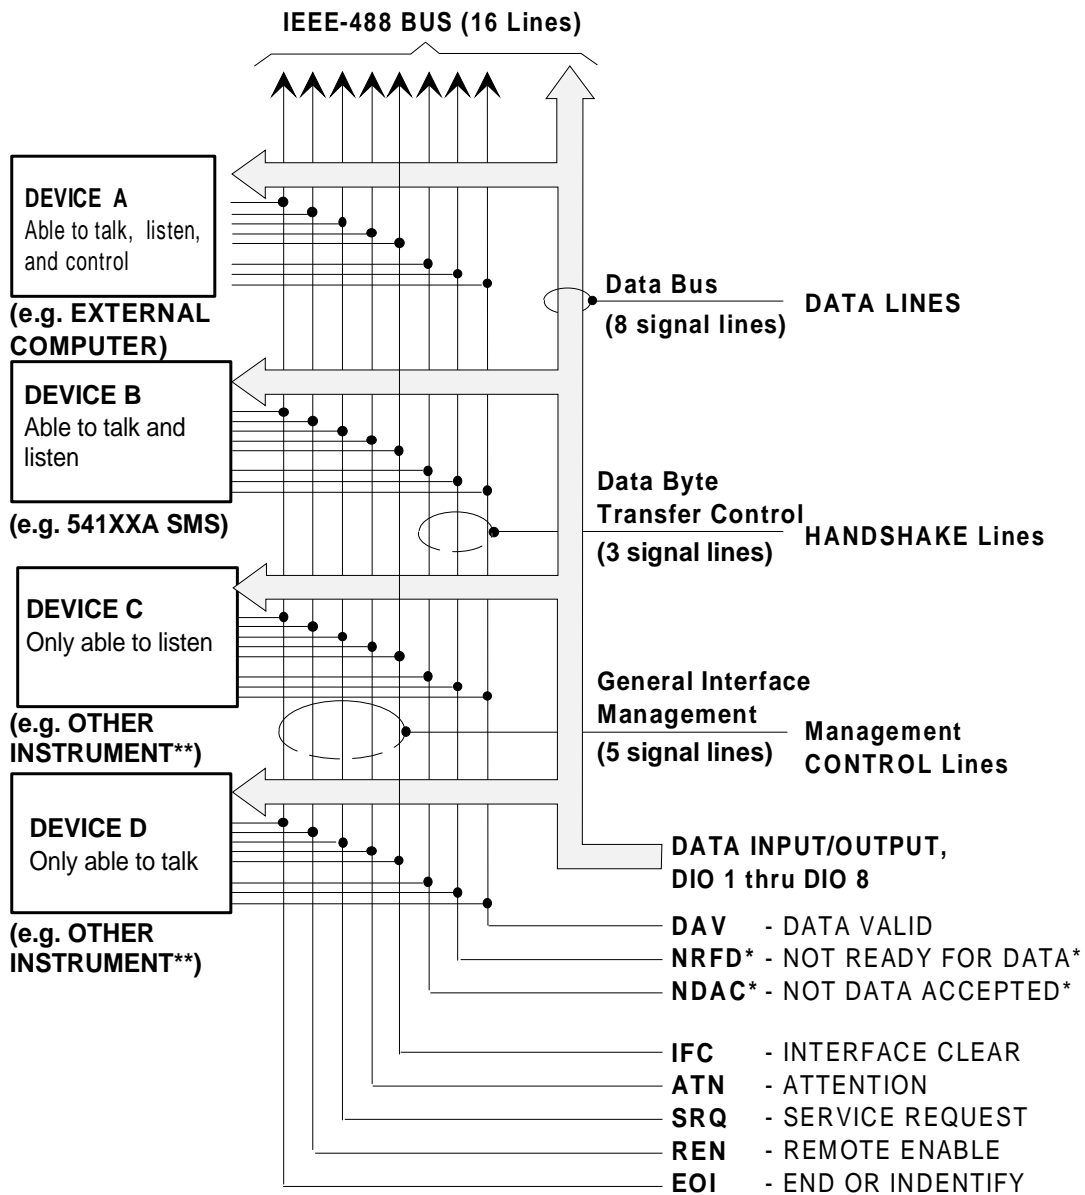 IEEE-488 BUS (16 Lines)
DEVICE A
Able to talk, listen,
and control
(e.g. EXTERNAL
COMPUTER)
Data Bus
(8 signal lines)
DATA LINES
DEVICE B
Able to talk and
listen
(e.g. 541XXA SMS)
Data Byte
Transfer Control
(3 signal lines)
HANDSHAKE Lines
DEVICE C
Only able to listen
(e.g. OTHER
INSTRUMENT**)
General Interface
Management
(5 signal lines)
Management
CONTROL Lines
DEVICE D
Only able to talk
(e.g. OTHER
INSTRUMENT**)
DATA INPUT/OUTPUT,
DIO 1 thru DIO 8
DAV - DATA VALID
NRFD* - NOT READY FOR DATA*
NDAC* - NOT DATA ACCEPTED*
IFC - INTERFACE CLEAR
ATN - ATTENTION
SRQ - SERVICE REQUEST
REN - REMOTE ENABLE
EOI - END OR INDENTIFY